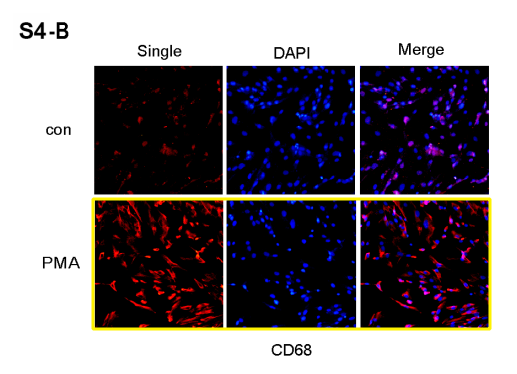 S4-B
Single DAPI Merge
con
PMA
CD68